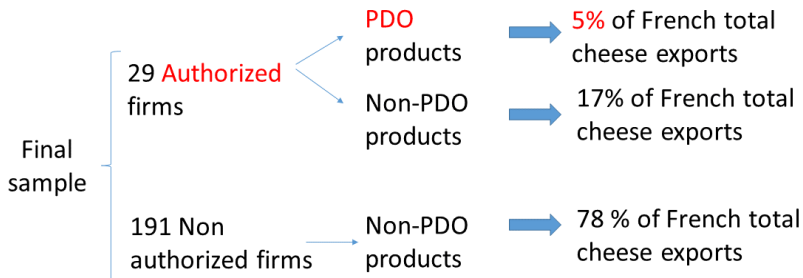 Final
sample
29 Authorized
firms
PDO
products
5% of French total
cheese exports
Non-PDO
products
17% of French total
cheese exports
191 Non
authorized firms
Non-PDO
products
78 % of French total
cheese exports